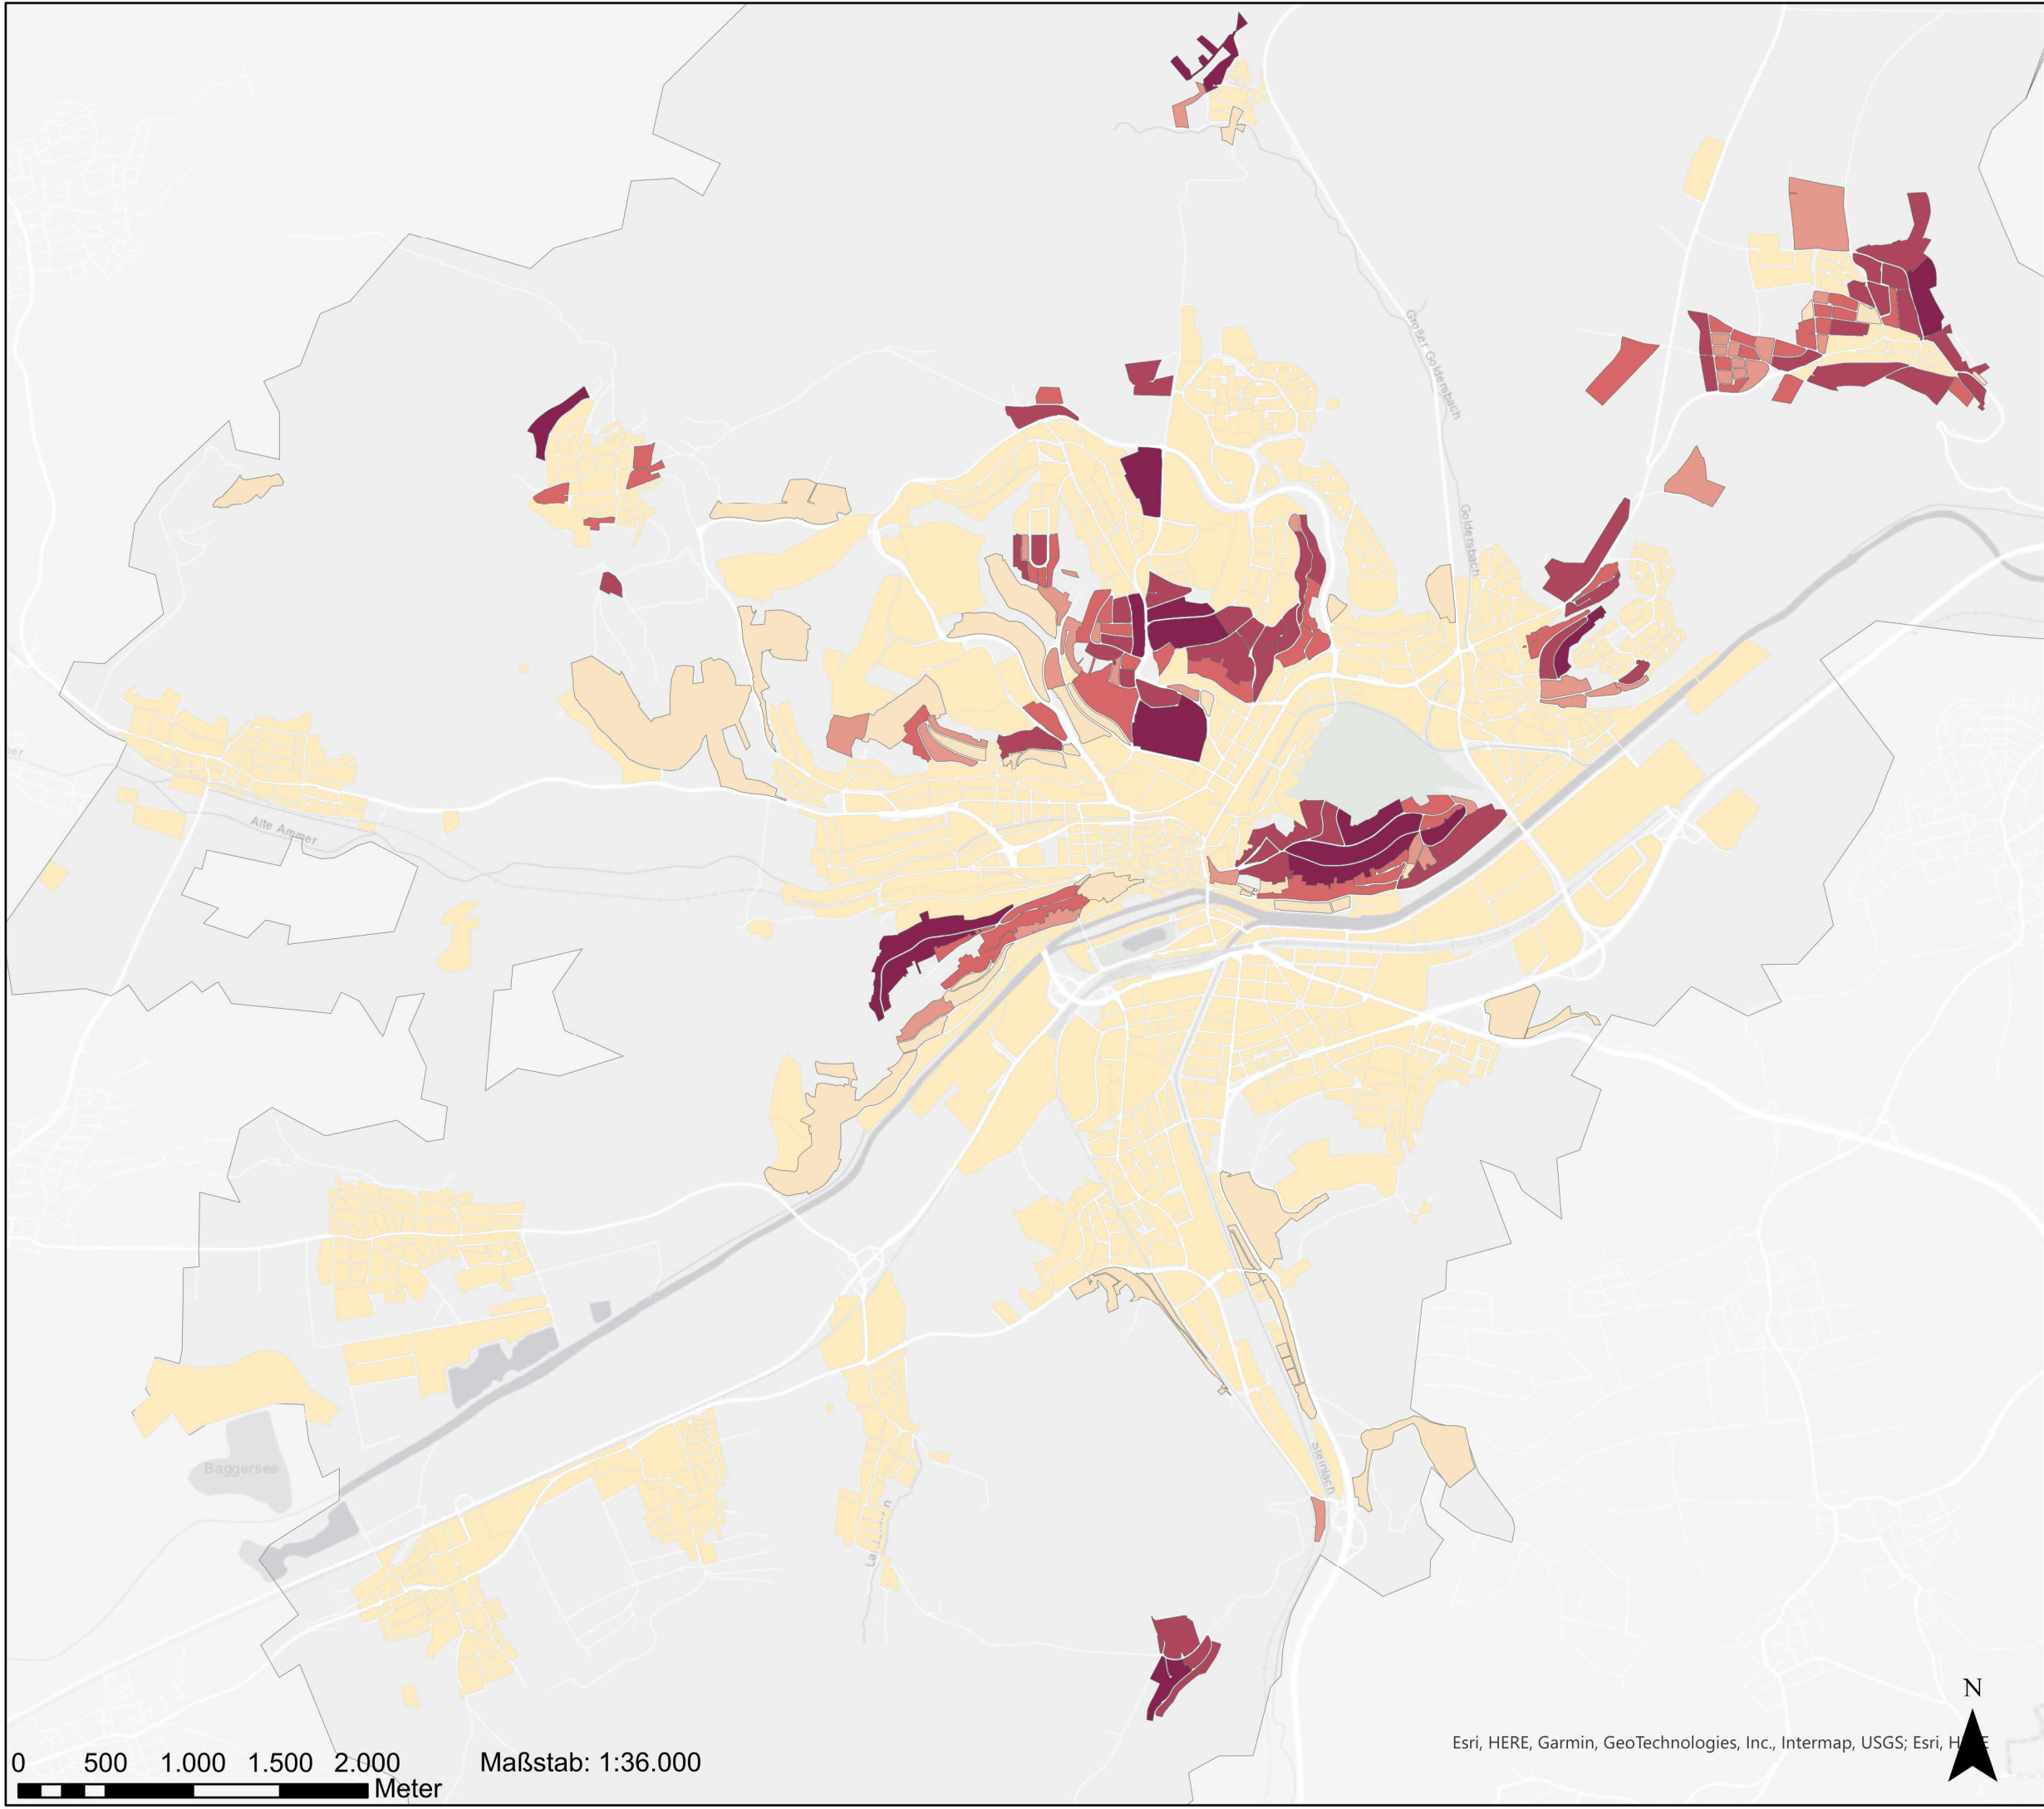 Großer Goldersbach
Goldersbach
Alte Ammer
Baggersee
Steinlach
N
Esri, HERE, Garmin, GeoTechnologies, Inc., Intermap, USGS; Esri,
0 500 1.000 1.500 2.000
Maßstab: 1:36.000
Meter